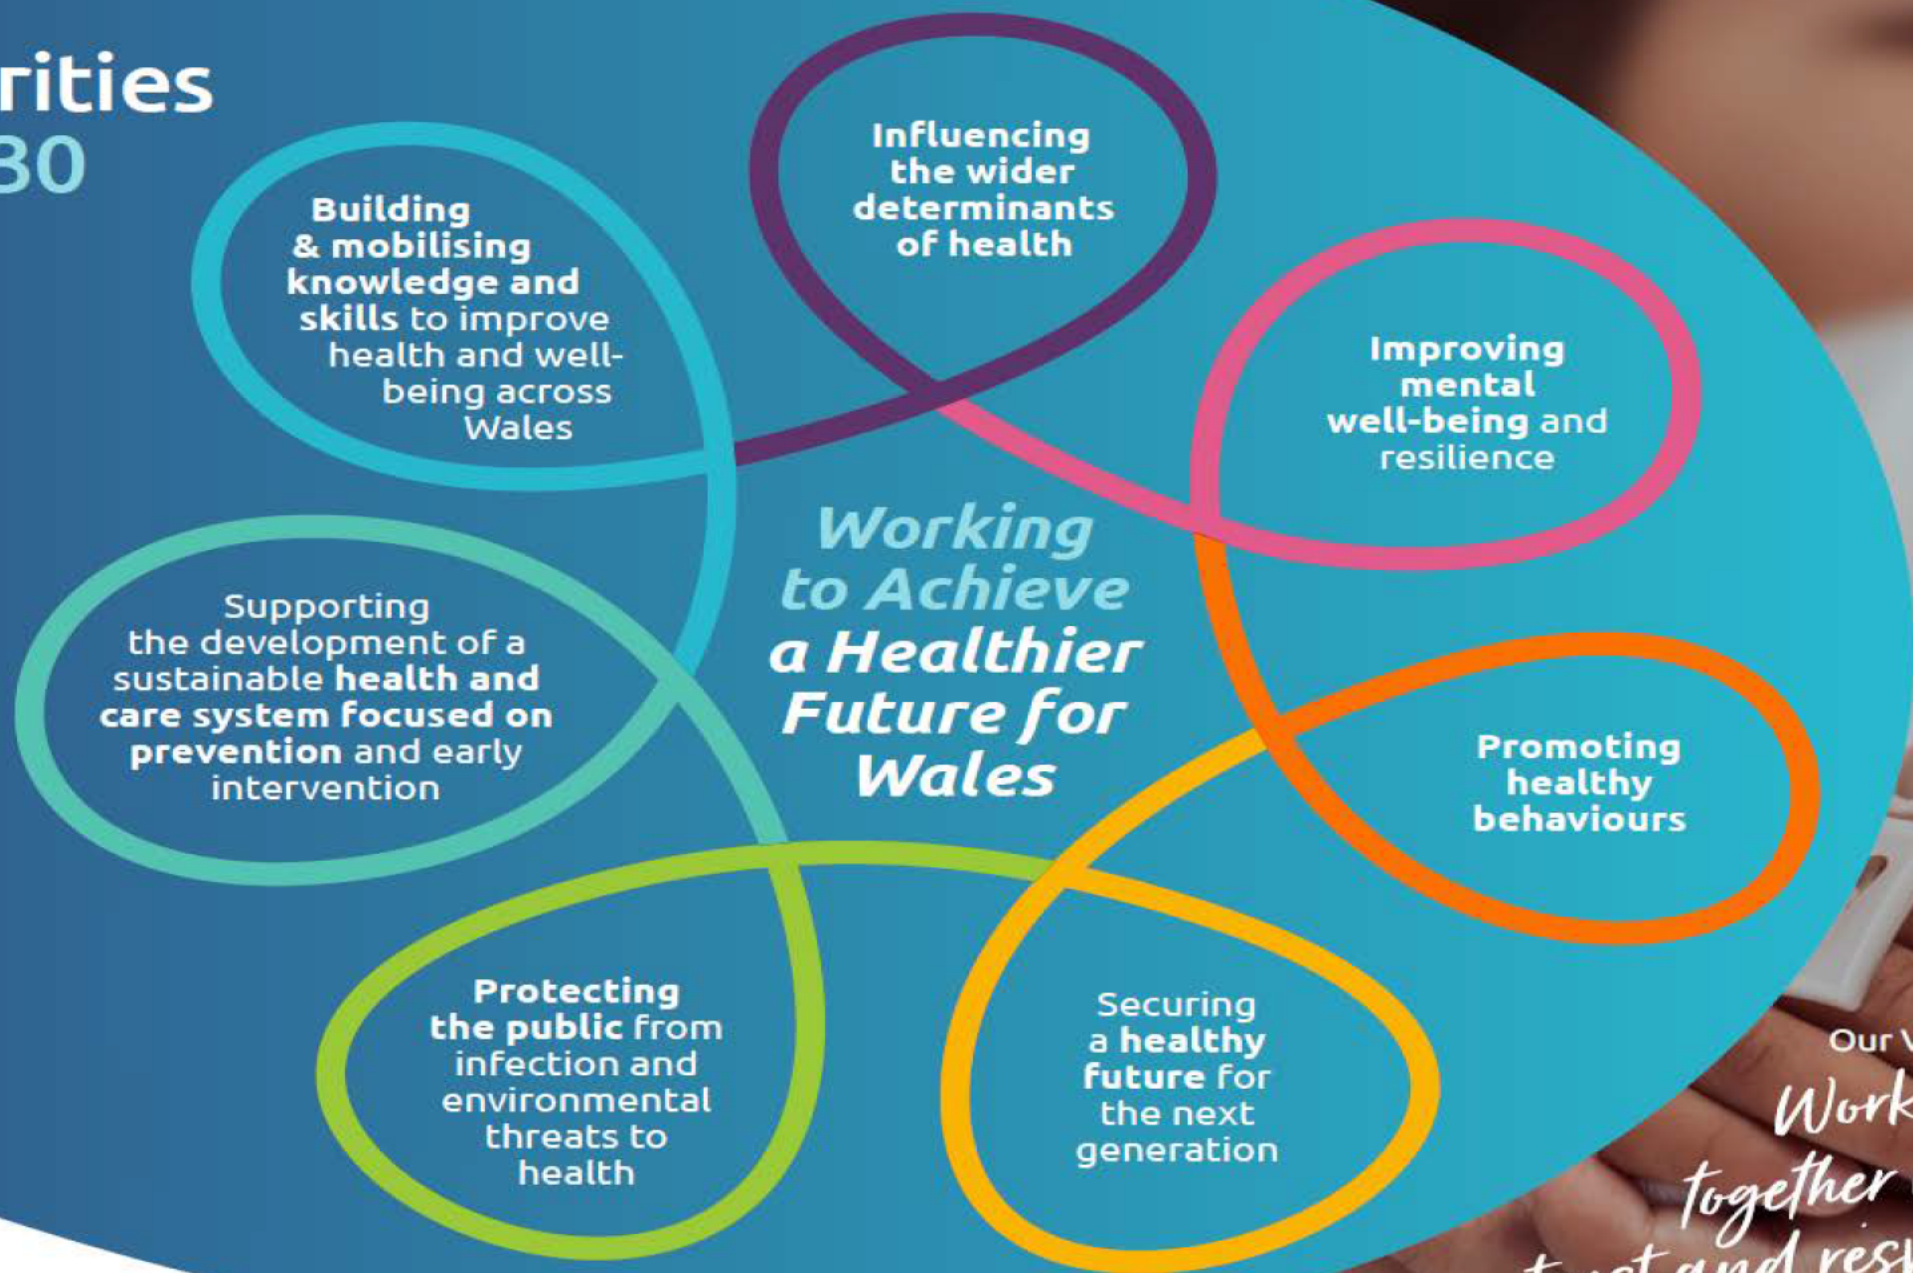 rities
30
Influencing
the wider
determinants
of health
Building
& mobilising
knowledge and
skills to improve
health and well-
being across
Wales
Improving
mental
well-being and
resilience
Working
to Achieve
a Healthier
Future for
Wales
Supporting
the development of a
sustainable health and
care system focused on
prevention and early
intervention
Promoting
healthy
behaviours
Protecting
the public from
infection and
environmental
threats to
health
Securing
a healthy
future for
the next
generation
Our
Work
together
and